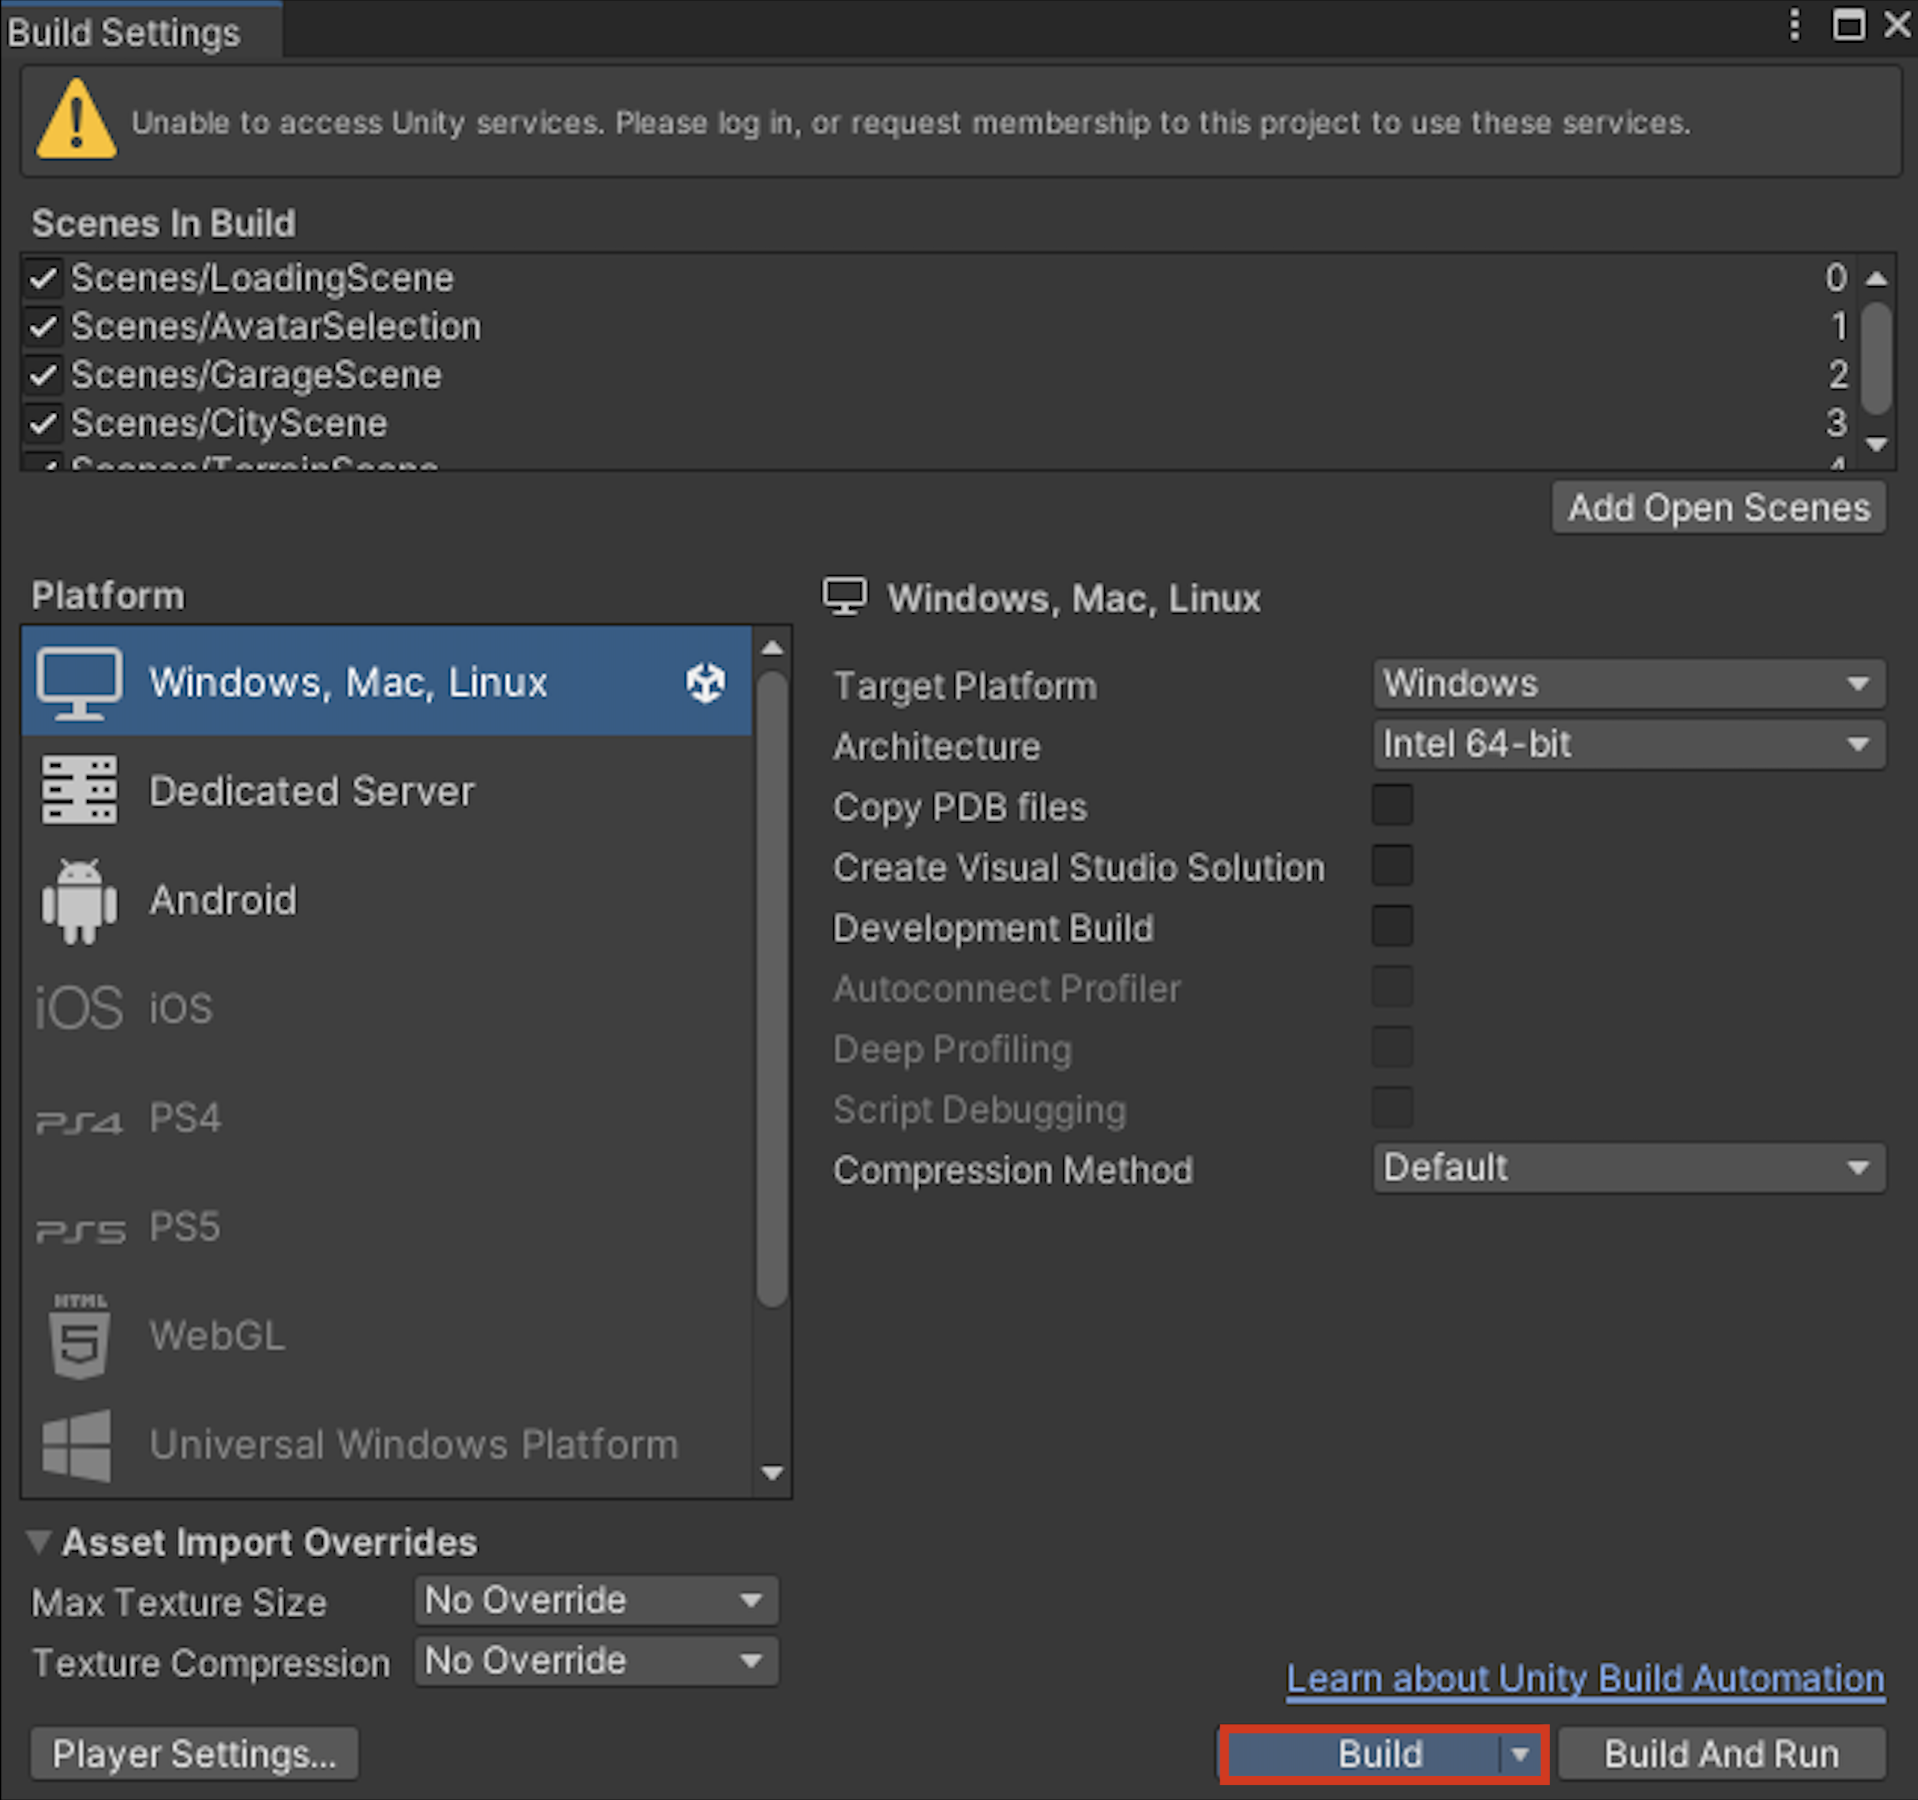 Build Settings
Unable to access Unity services. Please log in, or request membership to this project to use these services.
Scenes In Build
Scenes/LoadingScene 0
Scenes/AvatarSelection 1
Scenes/GarageScene 2
Scenes/CityScene 3
Scenes/TerrainScene 4
Add Open Scenes
Platform
Windows, Mac, Linux
Dedicated Server
Android
iOS iOS
PS4 PS4
PS5 PS5
HTML
5 WebGL
Universal Windows Platform
Windows, Mac, Linux
Target Platform Windows
Architecture Intel 64-bit
Copy PDB files
Create Visual Studio Solution
Development Build
Autoconnect Profiler
Deep Profiling
Script Debugging
Compression Method Default
Asset Import Overrides
Max Texture Size No Override
Texture Compression No Override
Learn about Unity Build Automation
Player Settings...
Build
Build And Run